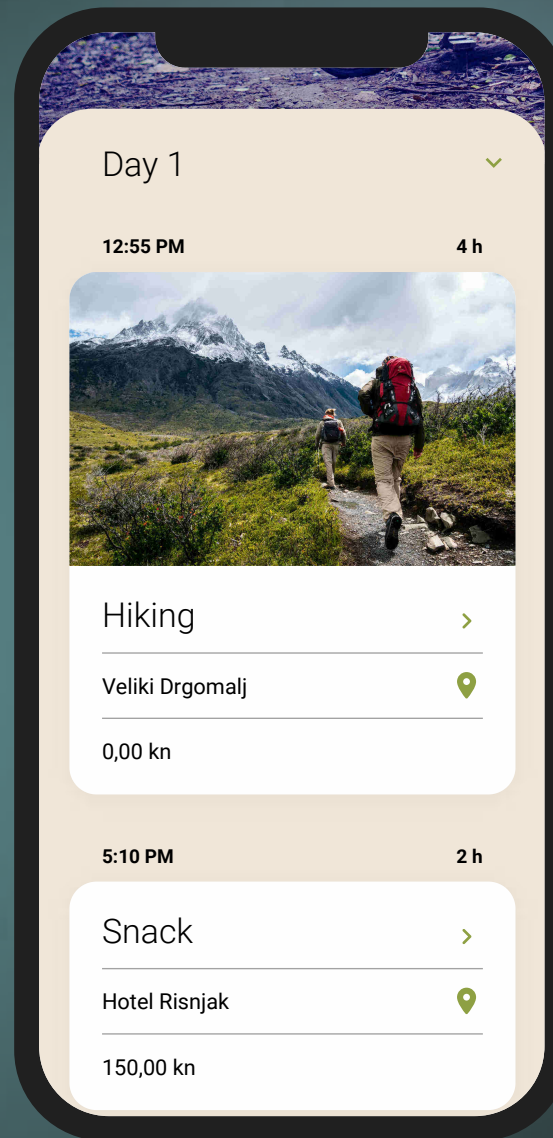 Day 1
12:55 PM 4 h
Hiking
Veliki Drgomalj
0,00 kn
5:10 PM 2 h
Snack
Hotel Risnjak
150,00 kn